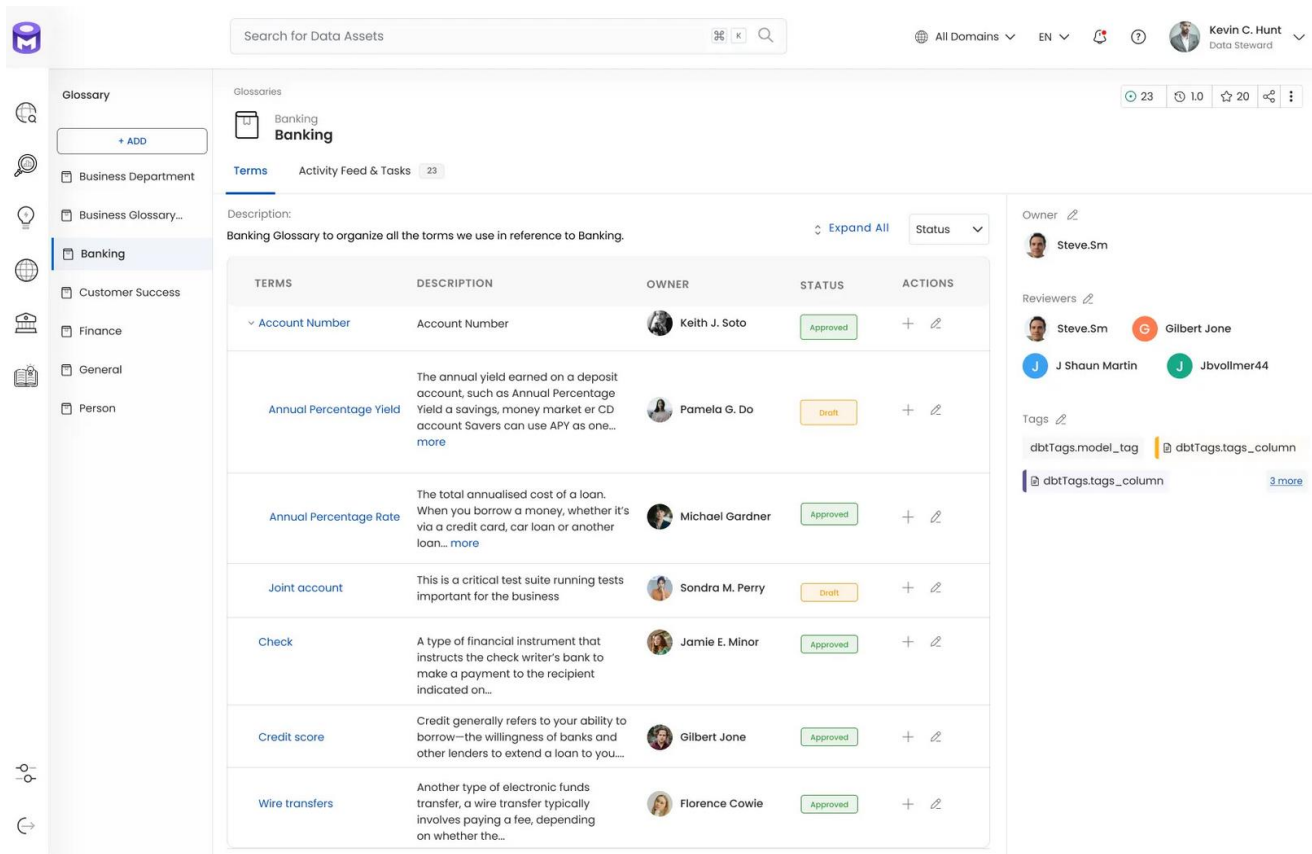 Search for Data Assets
⌘ K
All Domains
EN
Kevin C. Hunt
Data Steward
Glossary
+ ADD
Business Department
Business Glossary...
Banking
Customer Success
Finance
General
Person
Glossaries
Banking
Banking
23
1.0
20
Terms
Activity Feed & Tasks 23
Description:
Banking Glossary to organize all the torms we use in reference to Banking.
Expand All
Status
TERMS DESCRIPTION OWNER STATUS ACTIONS
Account Number
Account Number
Keith J. Soto
Approved
Annual Percentage Yield
The annual yield earned on a deposit
account, such as Annual Percentage
Yield a savings, money market er CD
account Savers can use APY as one...
more
Pamela G. Do
Draft
Annual Percentage Rate
The total annualised cost of a loan.
When you borrow a money, whether it's
via a credit card, car loan or another
loan... more
Michael Gardner
Approved
Joint account
This is a critical test suite running tests
important for the business
Sondra M. Perry
Draft
Check
A type of financial instrument that
instructs the check writer's bank to
make a payment to the recipient
indicated on...
Jamie E. Minor
Approved
Credit score
Credit generally refers to your ability to
borrow—the willingness of banks and
other lenders to extend a loan to you....
Gilbert Jone
Approved
Wire transfers
Another type of electronic funds
transfer, a wire transfer typically
involves paying a fee, depending
on whether the...
Florence Cowie
Approved
Owner
Steve.Sm
Reviewers
Steve.Sm
G Gilbert Jone
J J Shaun Martin
J Jbvollmer44
Tags
dbtTags.model_tag
dbtTags.tags_column
dbtTags.tags_column
3 more